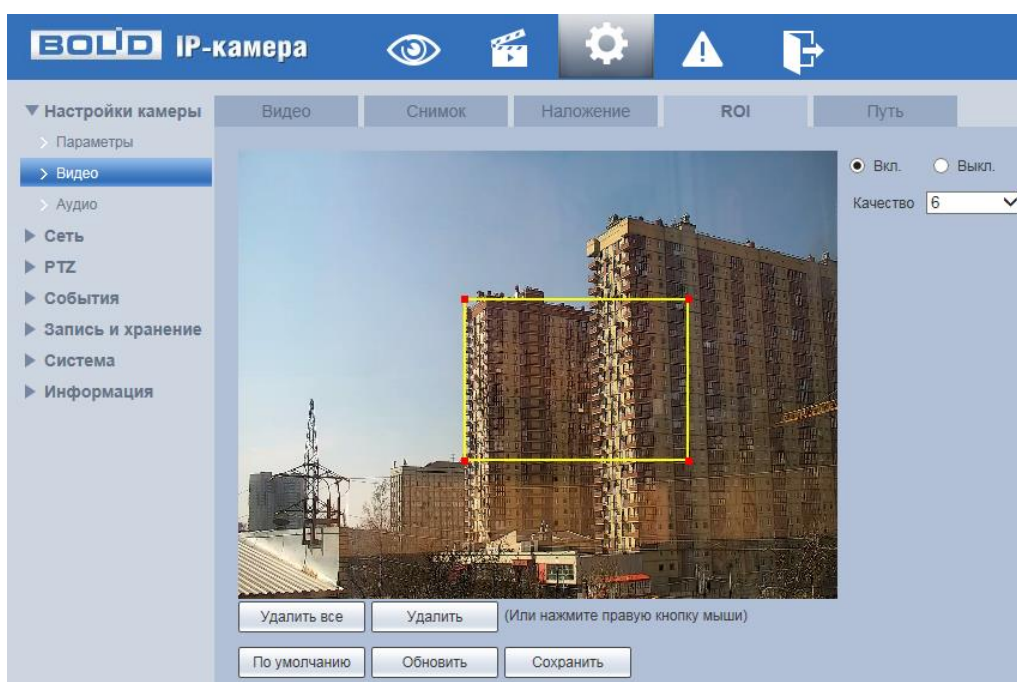 BOLID IP-камера
Настройки камеры
Видео
Снимок
Наложение
ROI
Путь
Параметры
Видео
Аудио
Сеть
PTZ
События
Запись и хранение
Система
Информация
Вкл.
Выкл.
Качество 6
Удалить все
Удалить
(Или нажмите правую кнопку мыши)
По умолчанию
Обновить
Сохранить